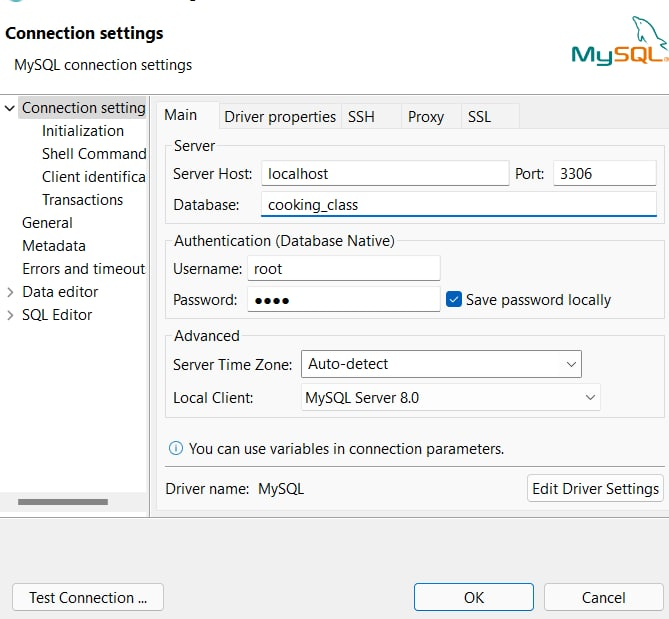 Connection settings
MySQL connection settings
MySQL
Connection setting
Initialization
Shell Command
Client identifica
Transactions
General
Metadata
Errors and timeout
Data editor
SQL Editor
Main Driver properties SSH Proxy SSL
Server
Server Host: localhost Port: 3306
Database: cooking_class
Authentication (Database Native)
Username: root
Password: ●●●● Save password locally
Advanced
Server Time Zone: Auto-detect
Local Client: MySQL Server 8.0
You can use variables in connection parameters.
Driver name: MySQL Edit Driver Settings
Test Connection ... OK Cancel